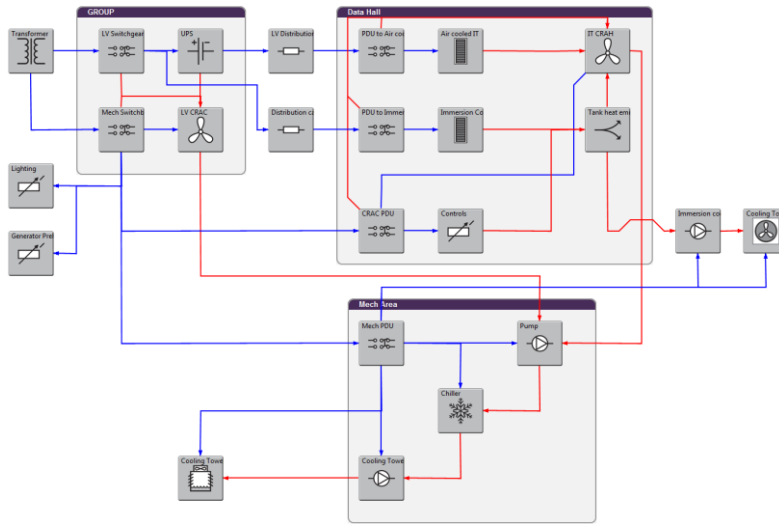 GROUP
Data Hall
Transformer
LV Switchgear
UPS
LV Distribution
PDU to Air coo
Air cooled IT
IT CRAH
Mech Switchb
LV CRAC
Distribution ca
PDU to Immer
Immersion Co
Tank heat emi
Lighting
CRAC PDU
Controls
Immersion co
Cooling To
Generator Prel
Mech Area
Mech PDU
Pump
Chiller
Cooling Towe
Cooling Towe